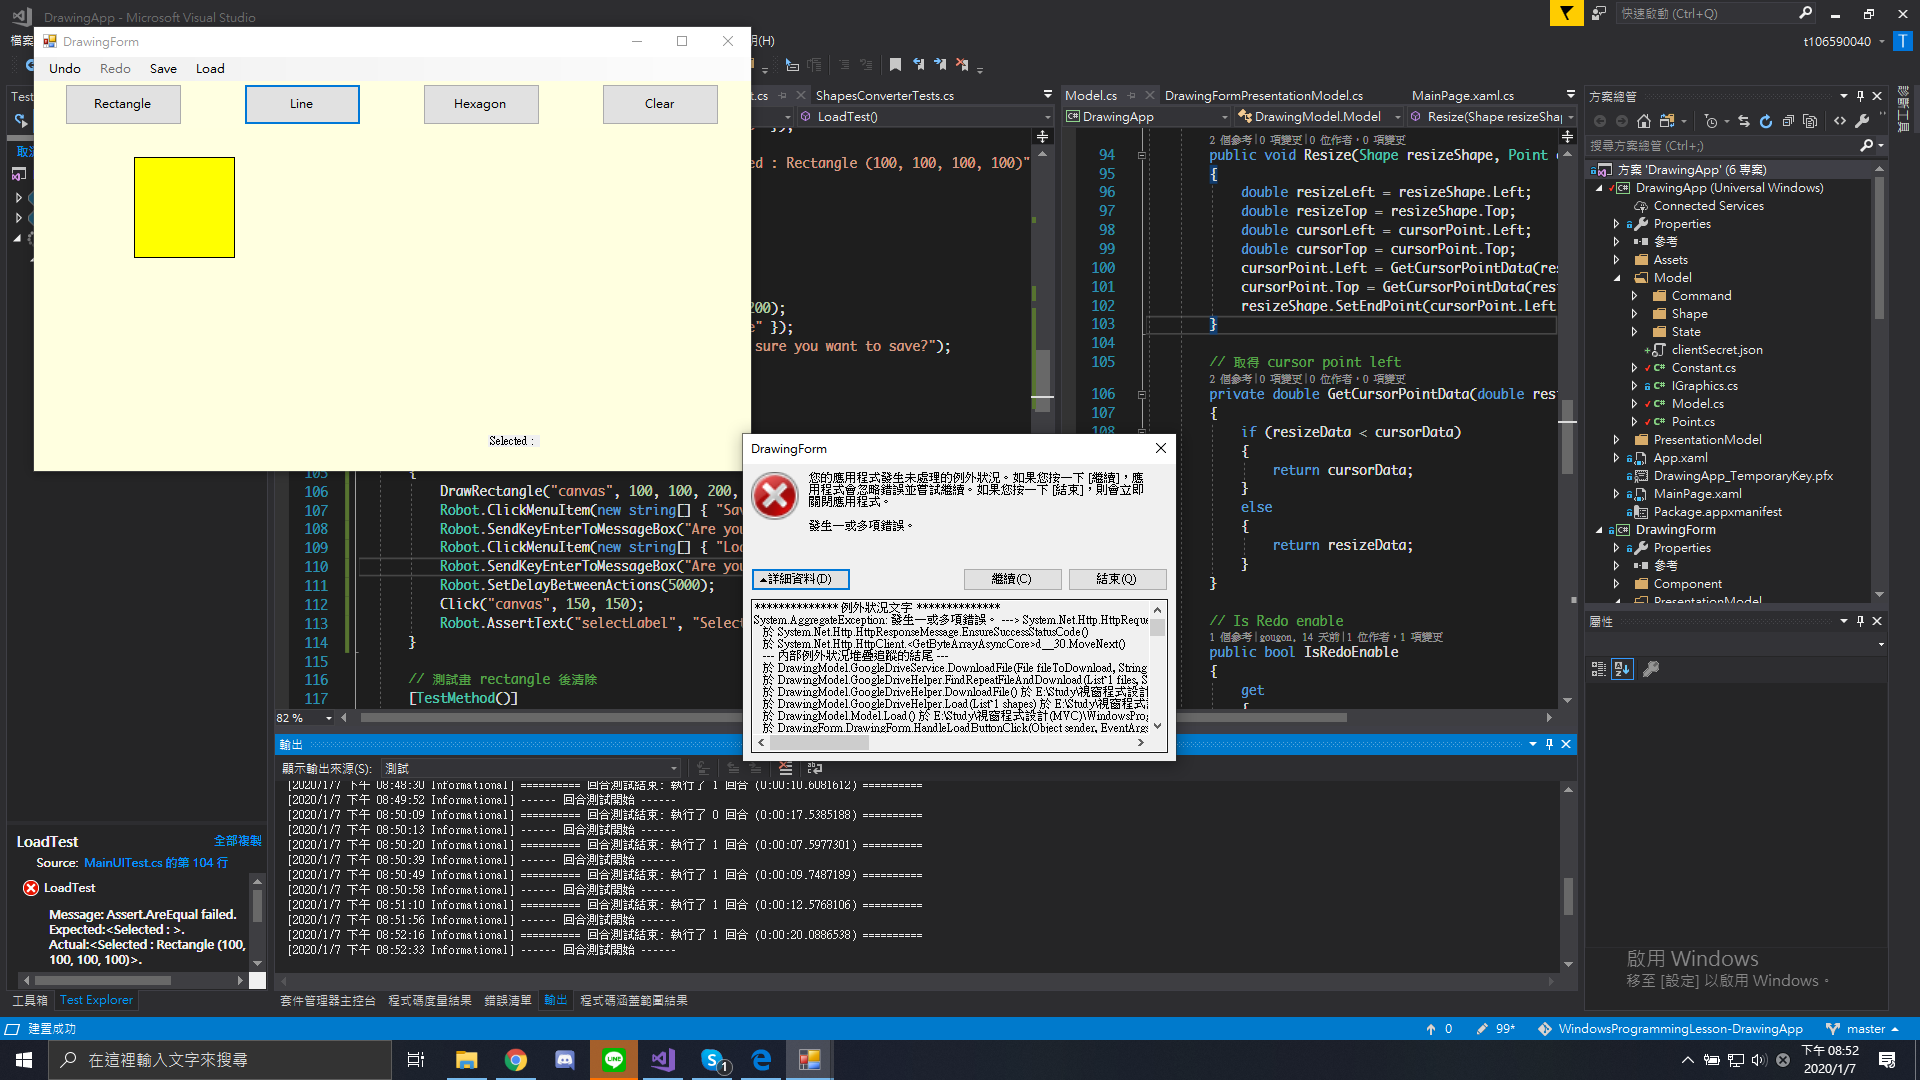 DrawingApp - Microsoft Visual Studio
快速啟動 (Ctrl+Q)
檔案
明(H)
t106590040
T
DrawingForm
Undo Redo Save Load
Rectangle Line Hexagon Clear
Selected :
Test
取消
t.cs
ShapesConverterTests.cs
LoadTest()
});
ed : Rectangle (100, 100, 100, 100)"
200);
e" });
sure you want to save?");
Model.cs
DrawingFormPresentationModel.cs
MainPage.xaml.cs
DrawingApp
DrawingModel.Model
Resize(Shape resizeShap
2 個參考|0 項變更|0 位作者，0 項變更
94 public void Resize(Shape resizeShape, Point
95 {
96 double resizeLeft = resizeShape.Left;
97 double resizeTop = resizeShape.Top;
98 double cursorLeft = cursorPoint.Left;
99 double cursorTop = cursorPoint.Top;
100 cursorPoint.Left = GetCursorPointData(res
101 cursorPoint.Top = GetCursorPointData(resi
102 resizeShape.SetEndPoint(cursorPoint.Left
103 }
104
105 // 取得 cursor point left
2 個參考|0 項變更|0 位作者，0 項變更
106 private double GetCursorPointData(double res
107 {
108 if (resizeData < cursorData)
{
return cursorData;
}
else
{
return resizeData;
}
}
// Is Redo enable
1 個參考|gougon, 14 天前|1 位作者，1 項變更
public bool IsRedoEnable
{
get
{
105 {
106 DrawRectangle("canvas", 100, 100, 200,
107 Robot.ClickMenuItem(new string[] { "Sav
108 Robot.SendKeyEnterToMessageBox("Are you
109 Robot.ClickMenuItem(new string[] { "Loa
110 Robot.SendKeyEnterToMessageBox("Are you
111 Robot.SetDelayBetweenActions(5000);
112 Click("canvas", 150, 150);
113 Robot.AssertText("selectLabel", "Select
114 }
115
116 // 測試畫 rectangle 後清除
117 [TestMethod()]
82 %
DrawingForm
您的應用程式發生未處理的例外狀況。如果您按一下 [繼續]，應
用程式會忽略錯誤並嘗試繼續。如果您按一下 [結束]，則會立即
關閉應用程式。
發生一或多項錯誤。
詳細資料(D) 繼續(C) 結束(Q)
************** 例外狀況文字 **************
System.AggregateException: 發生一或多項錯誤。 ---> System.Net.Http.HttpReque
於 System.Net.Http.HttpResponseMessage.EnsureSuccessStatusCode()
於 System.Net.Http.HttpClient.<GetByteArrayAsyncCore>d__30.MoveNext()
--- 內部例外狀況堆疊追蹤的結尾 ---
於 DrawingModel.GoogleDriveService.DownloadFile(File fileToDownload, String
於 DrawingModel.GoogleDriveHelper.FindRepeatFileAndDownload(List`1 files, S
於 DrawingModel.GoogleDriveHelper.DownloadFile() 於 E:\Study\視窗程式設計
於 DrawingModel.GoogleDriveHelper.Load(List`1 shapes) 於 E:\Study\視窗程式設
於 DrawingModel.Model.Load() 於 E:\Study\視窗程式設計(MVC)\WindowsProg
於 DrawingForm.DrawingForm.HandleLoadButtonClick(Object sender, EventArgs
輸出
顯示輸出來源(S): 測試
[2020/1/7 下午 08:48:30 Informational] ========== 回合測試結束: 執行了 1 回合 (0:00:10.6081612) ==========
[2020/1/7 下午 08:49:52 Informational] ------ 回合測試開始 ------
[2020/1/7 下午 08:50:09 Informational] ========== 回合測試結束: 執行了 0 回合 (0:00:17.5385188) ==========
[2020/1/7 下午 08:50:13 Informational] ------ 回合測試開始 ------
[2020/1/7 下午 08:50:20 Informational] ========== 回合測試結束: 執行了 1 回合 (0:00:07.5977301) ==========
[2020/1/7 下午 08:50:39 Informational] ------ 回合測試開始 ------
[2020/1/7 下午 08:50:49 Informational] ========== 回合測試結束: 執行了 1 回合 (0:00:09.7487189) ==========
[2020/1/7 下午 08:50:58 Informational] ------ 回合測試開始 ------
[2020/1/7 下午 08:51:10 Informational] ========== 回合測試結束: 執行了 1 回合 (0:00:12.5768106) ==========
[2020/1/7 下午 08:51:56 Informational] ------ 回合測試開始 ------
[2020/1/7 下午 08:52:16 Informational] ========== 回合測試結束: 執行了 1 回合 (0:00:20.0886538) ==========
[2020/1/7 下午 08:52:33 Informational] ------ 回合測試開始 ------
套件管理器主控台 程式碼度量結果 錯誤清單 輸出 程式碼涵蓋範圍結果
LoadTest 全部複製
Source: MainUITest.cs 的第 104 行
LoadTest
Message: Assert.AreEqual failed.
Expected:<Selected : >.
Actual:<Selected : Rectangle (100,
100, 100, 100)>.
工具箱 Test Explorer
方案總管
搜尋方案總管 (Ctrl+;)
方案 'DrawingApp' (6 專案)
DrawingApp (Universal Windows)
Connected Services
Properties
參考
Assets
Model
Command
Shape
State
clientSecret.json
Constant.cs
IGraphics.cs
Model.cs
Point.cs
PresentationModel
App.xaml
DrawingApp_TemporaryKey.pfx
MainPage.xaml
Package.appxmanifest
DrawingForm
Properties
參考
Component
PresentationModel
診斷工具
屬性
啟用 Windows
移至 [設定] 以啟用 Windows。
建置成功
0 99* WindowsProgrammingLesson-DrawingApp master
在這裡輸入文字來搜尋
LINE
S
1
下午 08:52
2020/1/7